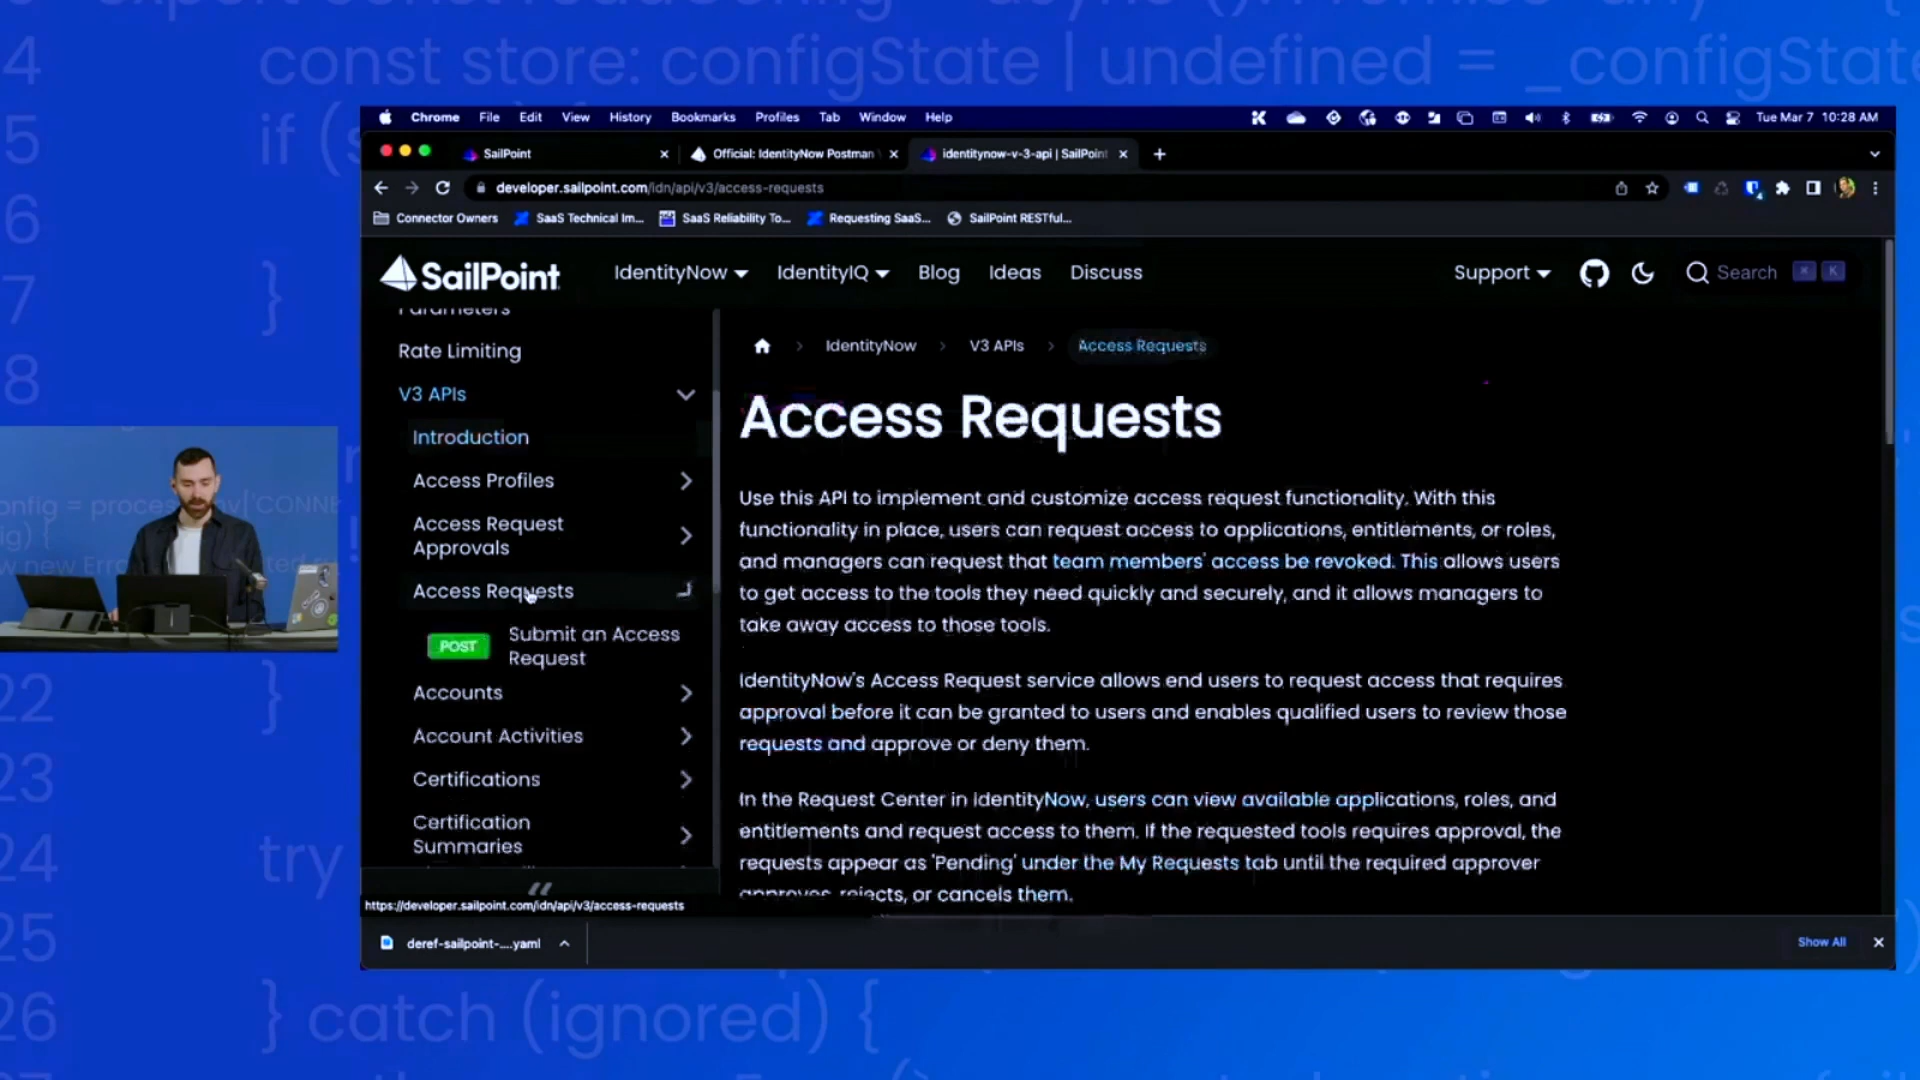 4
const store: configState | undefined = _configState
5
if (
6
7
}
8
Chrome File Edit View History Bookmarks Profiles Tab Window Help
Tue Mar 7 10:28 AM
SailPoint
Official: IdentityNow Postman
identitynow-v-3-api | SailPoint
developer.sailpoint.com/idn/api/v3/access-requests
Connector Owners
SaaS Technical Im...
SaaS Reliability To...
Requesting SaaS...
SailPoint RESTful...
SailPoint
IdentityNow
IdentityIQ
Blog
Ideas
Discuss
Support
Search
K
Parameters
Rate Limiting
V3 APIs
Introduction
Access Profiles
Access Request
Approvals
Access Requests
POST
Submit an Access
Request
Accounts
Account Activities
Certifications
Certification
Summaries
IdentityNow
V3 APIs
Access Requests
Access Requests
Use this API to implement and customize access request functionality. With this
functionality in place, users can request access to applications, entitlements, or roles,
and managers can request that team members' access be revoked. This allows users
to get access to the tools they need quickly and securely, and it allows managers to
take away access to those tools.
IdentityNow's Access Request service allows end users to request access that requires
approval before it can be granted to users and enables qualified users to review those
requests and approve or deny them.
In the Request Center in IdentityNow, users can view available applications, roles, and
entitlements and request access to them. If the requested tools requires approval, the
requests appear as 'Pending' under the My Requests tab until the required approver
approves, rejects, or cancels them.
https://developer.sailpoint.com/idn/api/v3/access-requests
deref-sailpoint-....yaml
Show All
22
}
23
24
try
25
26
} catch (ignored) {